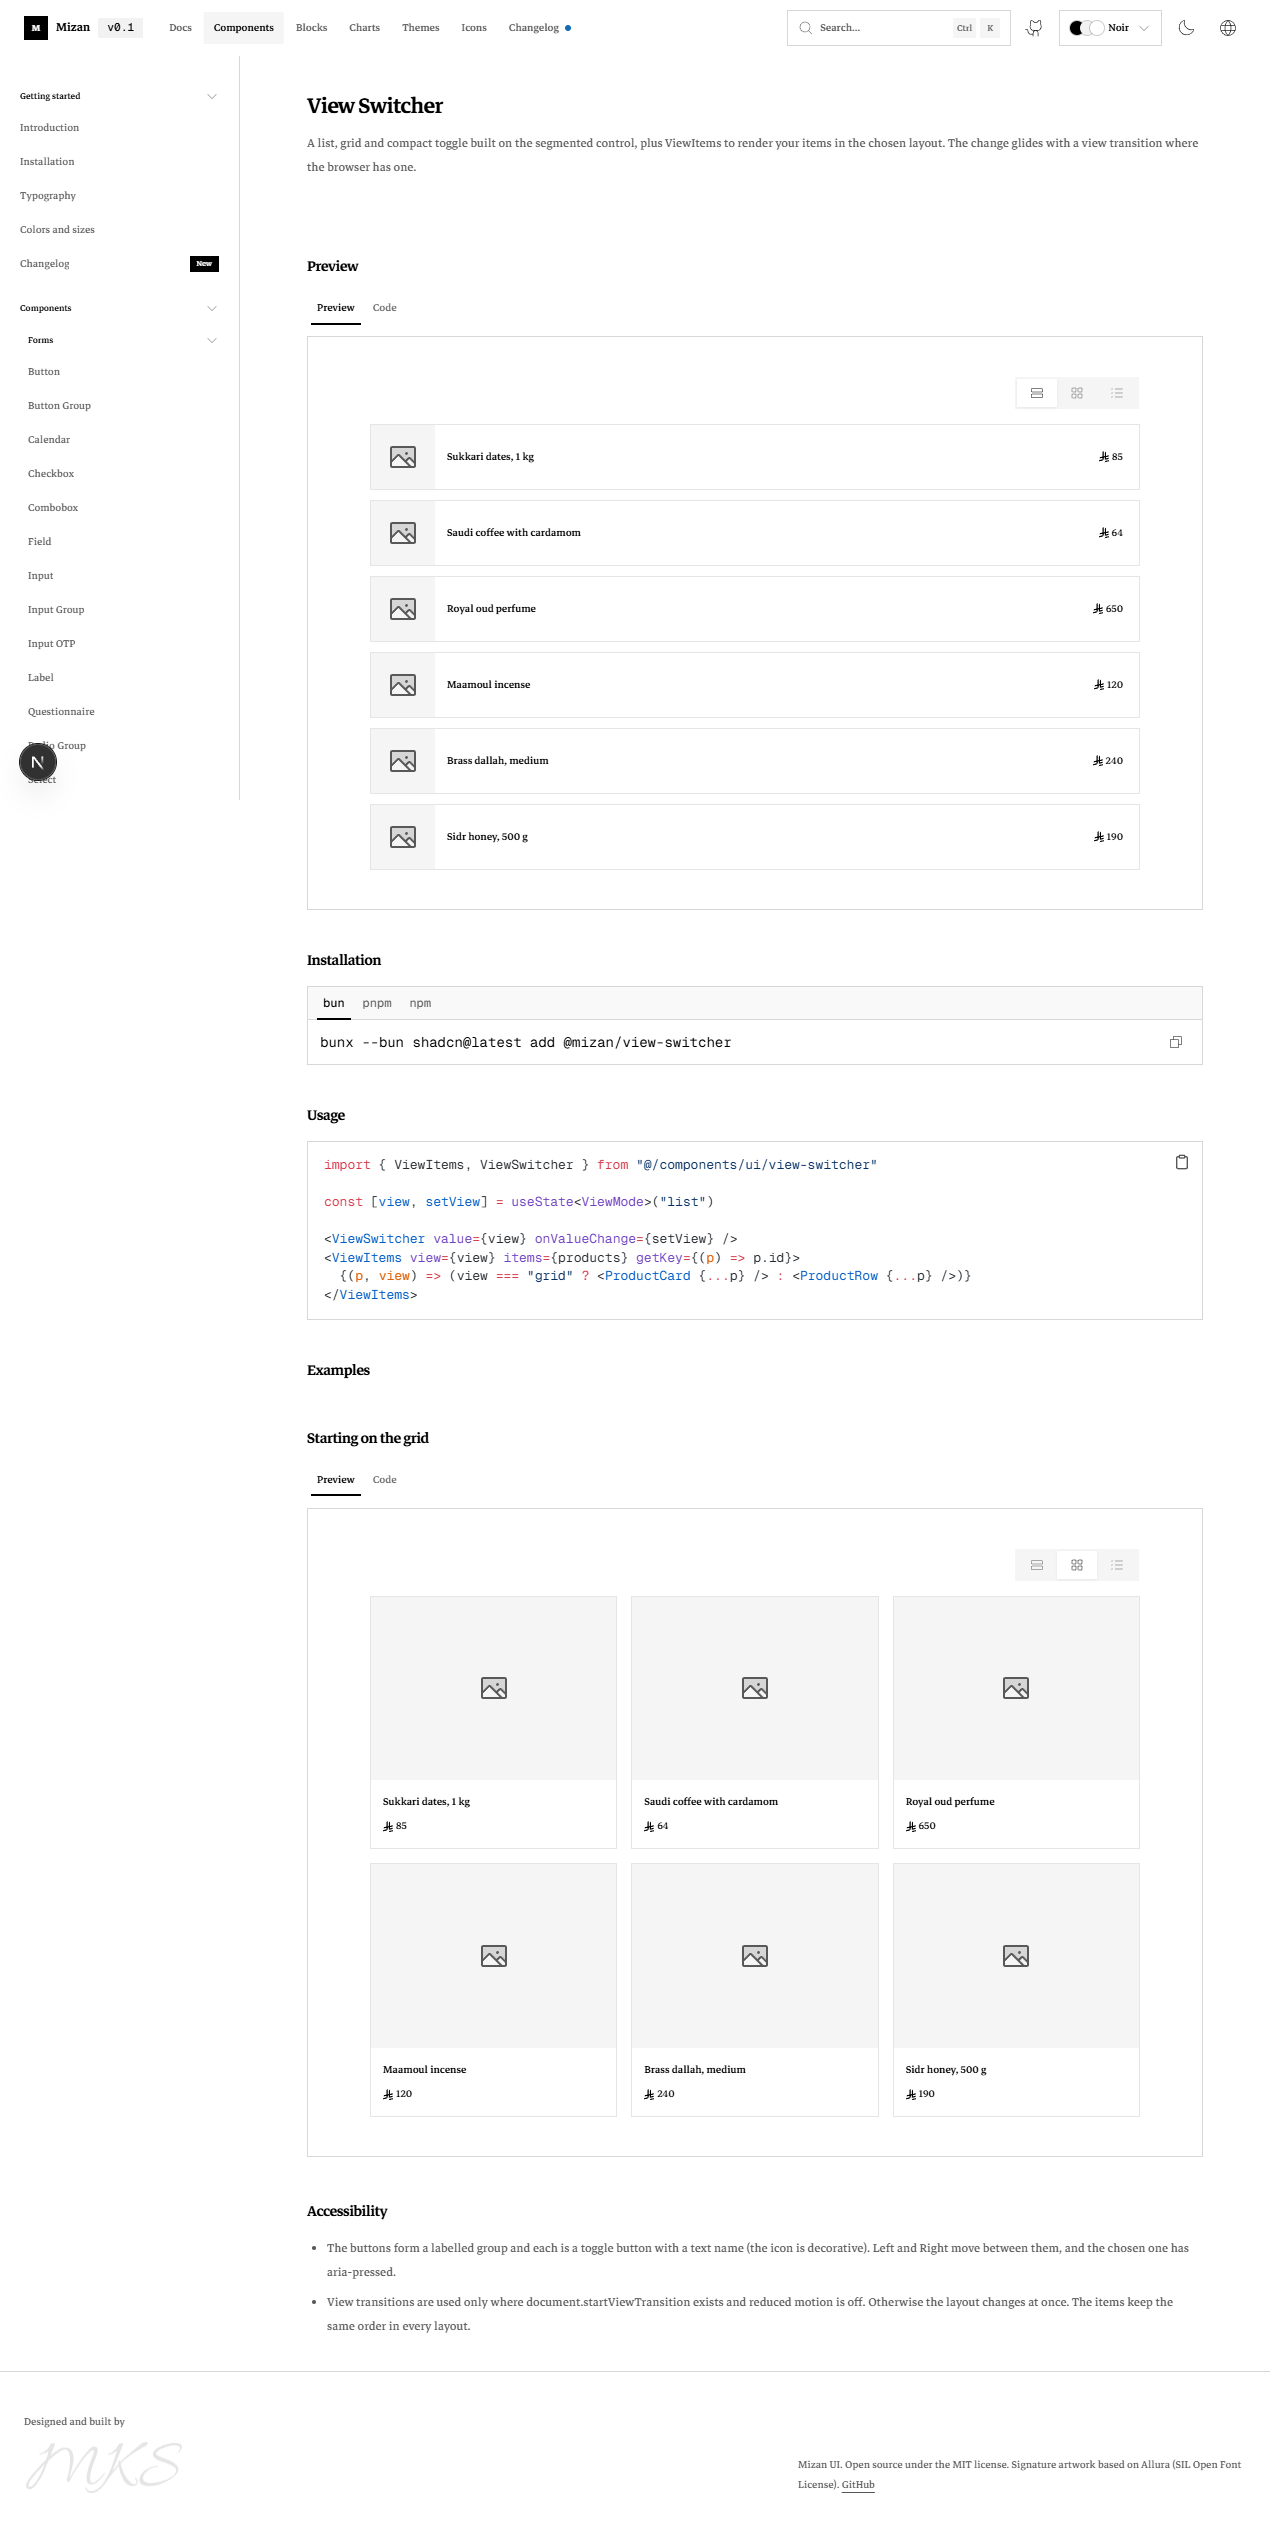 M Mizan v0.1 Docs Components Blocks Charts Themes Icons Changelog Search... Ctrl K Noir
Getting started
Introduction
Installation
Typography
Colors and sizes
Changelog New
Components
Forms
Button
Button Group
Calendar
Checkbox
Combobox
Field
Input
Input Group
Input OTP
Label
Questionnaire
Group
N
View Switcher
A list, grid and compact toggle built on the segmented control, plus ViewItems to render your items in the chosen layout. The change glides with a view transition where
the browser has one.
Preview
Preview Code
Sukkari dates, 1 kg 85
Saudi coffee with cardamom 64
Royal oud perfume 650
Maamoul incense 120
Brass dallah, medium 240
Sidr honey, 500 g 190
Installation
bun pnpm npm
bunx --bun shadcn@latest add @mizan/view-switcher
Usage
import { ViewItems, ViewSwitcher } from "@/components/ui/view-switcher"
const [view, setView] = useState<ViewMode>("list")
<ViewSwitcher value={view} onValueChange={setView} />
<ViewItems view={view} items={products} getKey={(p) => p.id}>
{(p, view) => (view === "grid" ? <ProductCard {...p} /> : <ProductRow {...p} />)}
</ViewItems>
Examples
Starting on the grid
Preview Code
Sukkari dates, 1 kg
85
Saudi coffee with cardamom
64
Royal oud perfume
650
Maamoul incense
120
Brass dallah, medium
240
Sidr honey, 500 g
190
Accessibility
• The buttons form a labelled group and each is a toggle button with a text name (the icon is decorative). Left and Right move between them, and the chosen one has
aria-pressed.
• View transitions are used only where document.startViewTransition exists and reduced motion is off. Otherwise the layout changes at once. The items keep the
same order in every layout.
Designed and built by
MKS
Mizan UI. Open source under the MIT license. Signature artwork based on Allura (SIL Open Font
License). GitHub